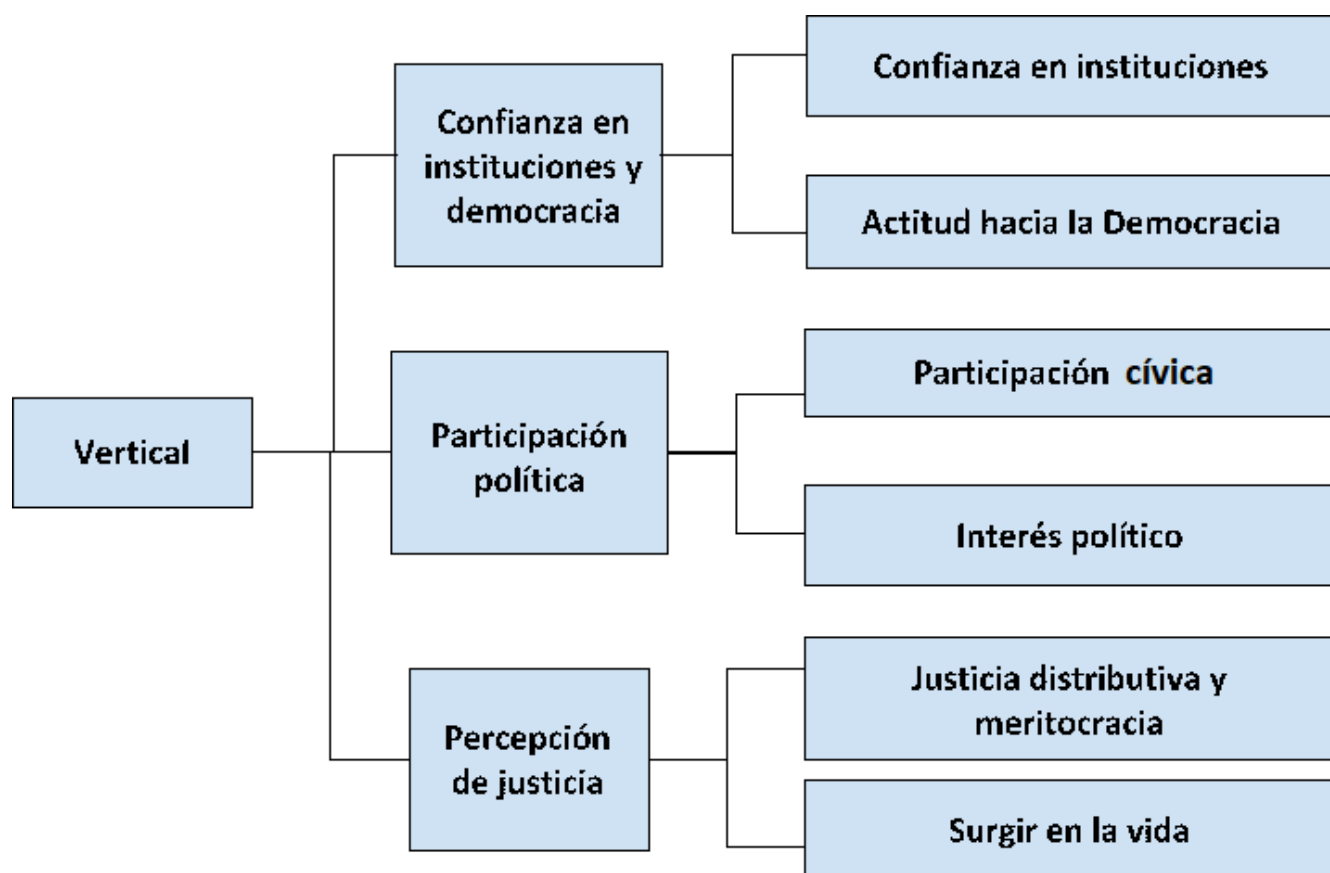 Confianza en instituciones
Confianza en
instituciones y
democracia
Actitud hacia la Democracia
Participación cívica
Vertical
Participación
política
Interés político
Justicia distributiva y
meritocracia
Percepción
de justicia
Surgir en la vida